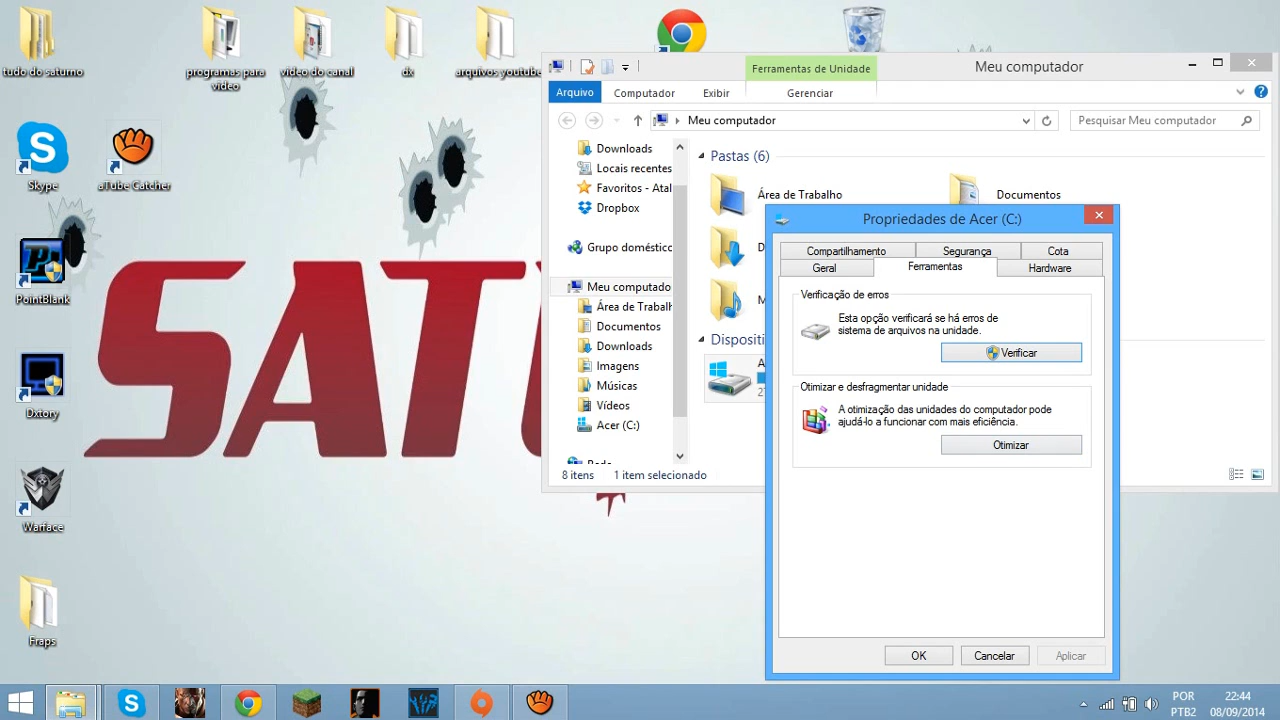 tudo do saturno
programas para
video
video do canal
dx
arquivos youtube
Skype
aTube Catcher
PointBlank
Dxtory
Warface
Fraps
Ferramentas de Unidade
Meu computador
Arquivo
Computador
Exibir
Gerenciar
Meu computador
Pesquisar Meu computador
Downloads
Locais recentes
Favoritos - Atal
Dropbox
Grupo doméstic
Meu computado
Área de Trabalh
Documentos
Downloads
Imagens
Músicas
Vídeos
Acer (C:)
Pastas (6)
Área de Trabalho
Documentos
D
M
Dispositi
A
8 itens
1 item selecionado
Propriedades de Acer (C:)
Compartilhamento
Segurança
Cota
Geral
Ferramentas
Hardware
Verificação de erros
Esta opção verificará se há erros de
sistema de arquivos na unidade.
Verificar
Otimizar e desfragmentar unidade
A otimização das unidades do computador pode
ajudá-lo a funcionar com mais eficiência.
Otimizar
OK
Cancelar
Aplicar
POR
PTB2
22:44
08/09/2014